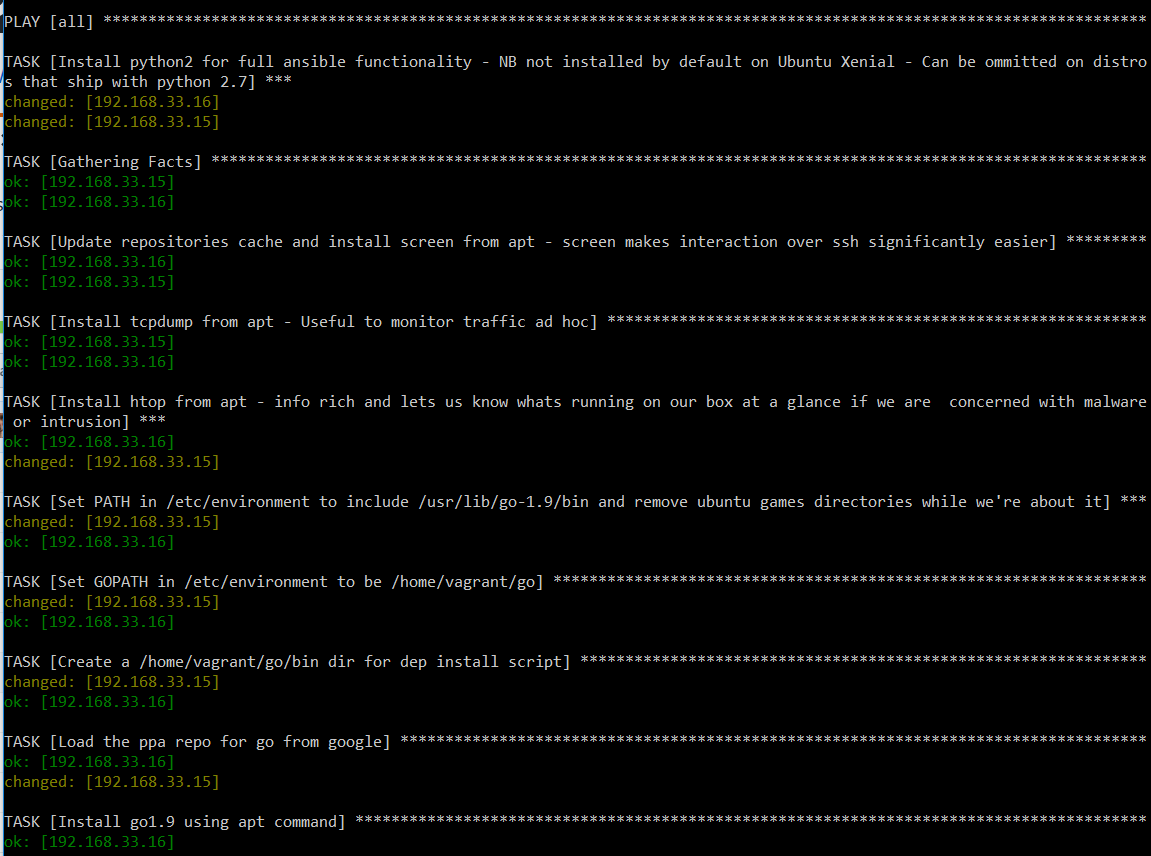 PLAY [all] ********************************************************************************************************************
TASK [Install python2 for full ansible functionality - NB not installed by default on Ubuntu Xenial - Can be ommitted on distro
s that ship with python 2.7] ***
changed: [192.168.33.16]
changed: [192.168.33.15]
TASK [Gathering Facts] ********************************************************************************************************
ok: [192.168.33.15]
ok: [192.168.33.16]
TASK [Update repositories cache and install screen from apt - screen makes interaction over ssh significantly easier] *********
ok: [192.168.33.16]
ok: [192.168.33.15]
TASK [Install tcpdump from apt - Useful to monitor traffic ad hoc] ************************************************************
ok: [192.168.33.15]
ok: [192.168.33.16]
TASK [Install htop from apt - info rich and lets us know whats running on our box at a glance if we are  concerned with malware
 or intrusion] ***
ok: [192.168.33.16]
changed: [192.168.33.15]
TASK [Set PATH in /etc/environment to include /usr/lib/go-1.9/bin and remove ubuntu games directories while we're about it] ***
changed: [192.168.33.15]
ok: [192.168.33.16]
TASK [Set GOPATH in /etc/environment to be /home/vagrant/go] ******************************************************************
changed: [192.168.33.15]
ok: [192.168.33.16]
TASK [Create a /home/vagrant/go/bin dir for dep install script] ***************************************************************
changed: [192.168.33.15]
ok: [192.168.33.16]
TASK [Load the ppa repo for go from google] ***********************************************************************************
ok: [192.168.33.16]
changed: [192.168.33.15]
TASK [Install go1.9 using apt command] ****************************************************************************************
ok: [192.168.33.16]